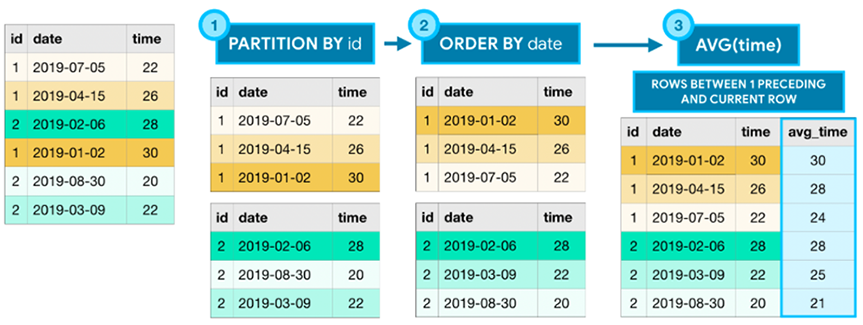 id date time
1 2019-07-05 22
1 2019-04-15 26
2 2019-02-06 28
1 2019-01-02 30
2 2019-08-30 20
2 2019-03-09 22
1
PARTITION BY id
id date time
1 2019-07-05 22
1 2019-04-15 26
1 2019-01-02 30
id date time
2 2019-02-06 28
2 2019-08-30 20
2 2019-03-09 22
2
ORDER BY date
id date time
1 2019-01-02 30
1 2019-04-15 26
1 2019-07-05 22
id date time
2 2019-02-06 28
2 2019-03-09 22
2 2019-08-30 20
3
AVG(time)
ROWS BETWEEN 1 PRECEDING
AND CURRENT ROW
id date time avg_time
1 2019-01-02 30 30
1 2019-04-15 26 28
1 2019-07-05 22 24
2 2019-02-06 28 28
2 2019-03-09 22 25
2 2019-08-30 20 21